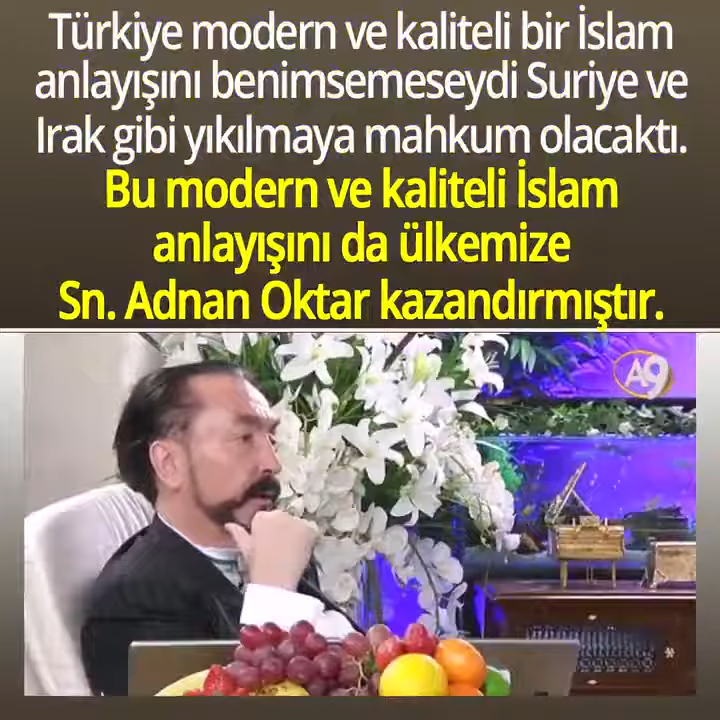 Türkiye modern ve kaliteli bir İslam
anlayışını benimsemeseydi Suriye ve
Irak gibi yıkılmaya mahkum olacaktı.
Bu modern ve kaliteli İslam
anlayışını da ülkemize
Sn. Adnan Oktar kazandırmıştır.
A9